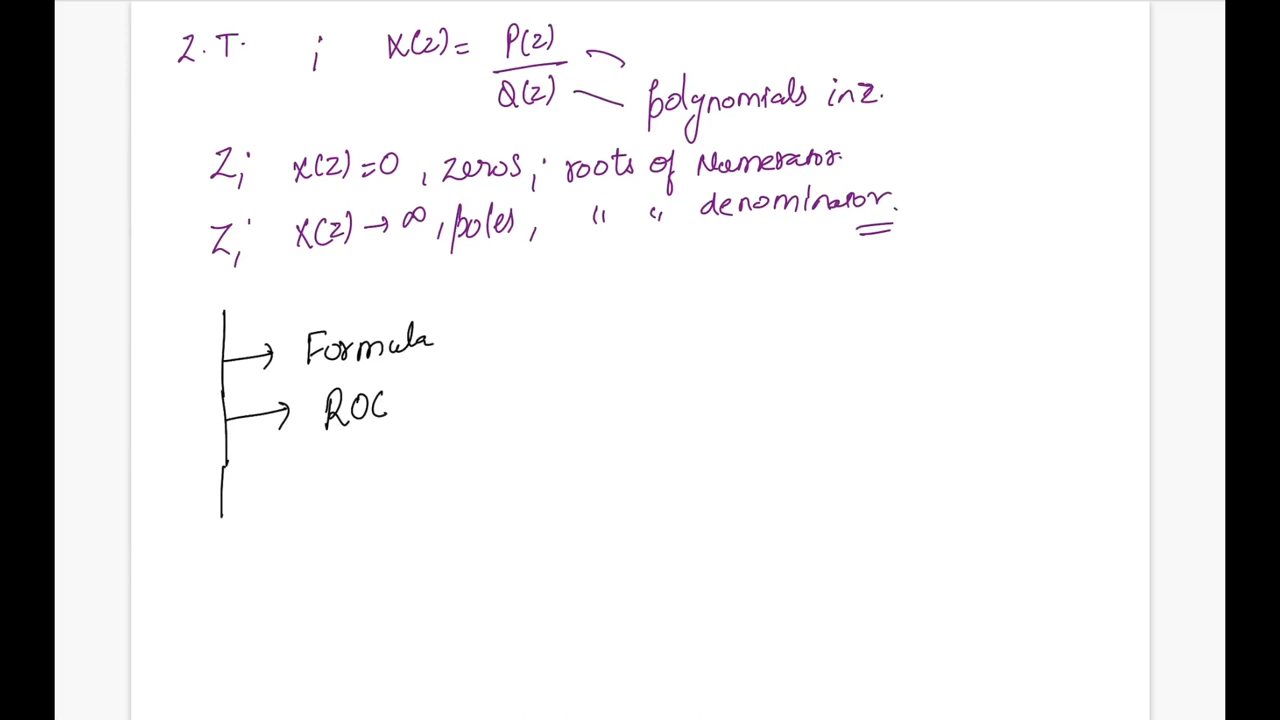 Z.T. ; X(z) = P(z)/Q(z) polynomials in z.
Z; X(z)=0, zeros; roots of Numerator.
Z; X(z) → ∞, poles, " " denominator.
→ Formula
→ ROC